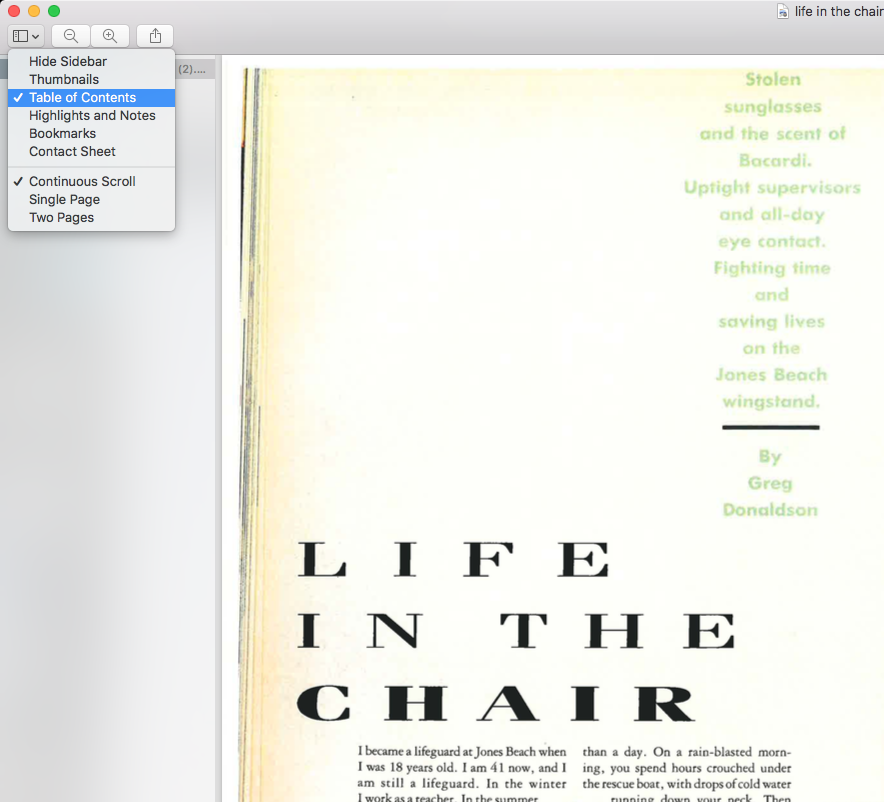 life in the chair
Hide Sidebar
Thumbnails
✓ Table of Contents
Highlights and Notes
Bookmarks
Contact Sheet
✓ Continuous Scroll
Single Page
Two Pages
(2)....
Stolen
sunglasses
and the scent of
Bacardi.
Uptight supervisors
and all-day
eye contact.
Fighting time
and
saving lives
on the
Jones Beach
wingstand.
By
Greg
Donaldson
LIFE
IN THE
CHAIR
I became a lifeguard at Jones Beach when
I was 18 years old. I am 41 now, and I
am still a lifeguard. In the winter
I work as a teacher. In the summer
than a day. On a rain-blasted morn-
ing, you spend hours crouched under
the rescue boat, with drops of cold water
running down your neck. Then